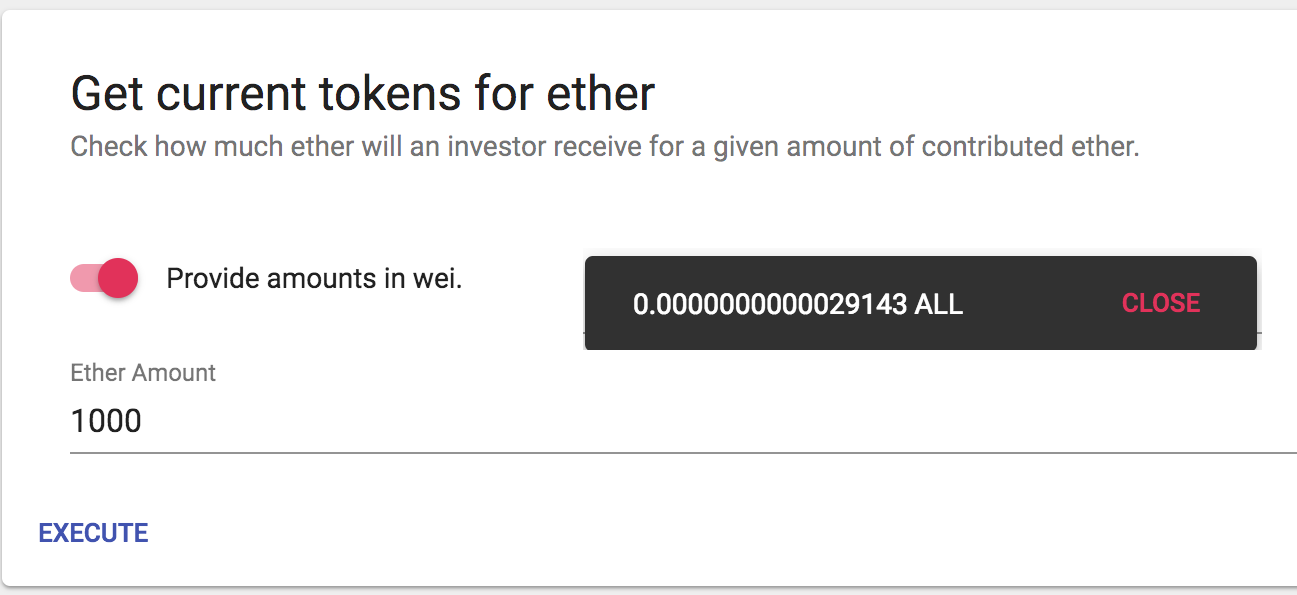 Get current tokens for ether
Check how much ether will an investor receive for a given amount of contributed ether.
Provide amounts in wei.
0.0000000000029143 ALL
CLOSE
Ether Amount
1000
EXECUTE